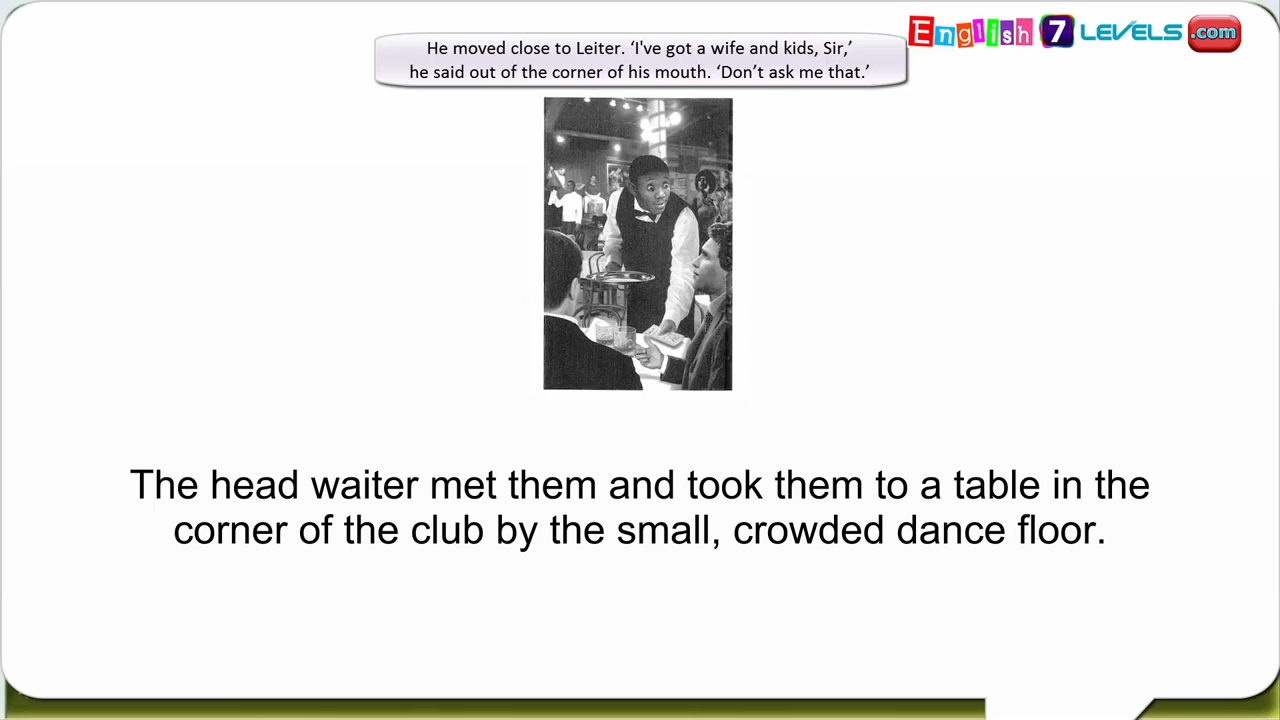 He moved close to Leiter. ‘I've got a wife and kids, Sir,’
he said out of the corner of his mouth. ‘Don’t ask me that.’
English 7 LEVELS .com
The head waiter met them and took them to a table in the
corner of the club by the small, crowded dance floor.